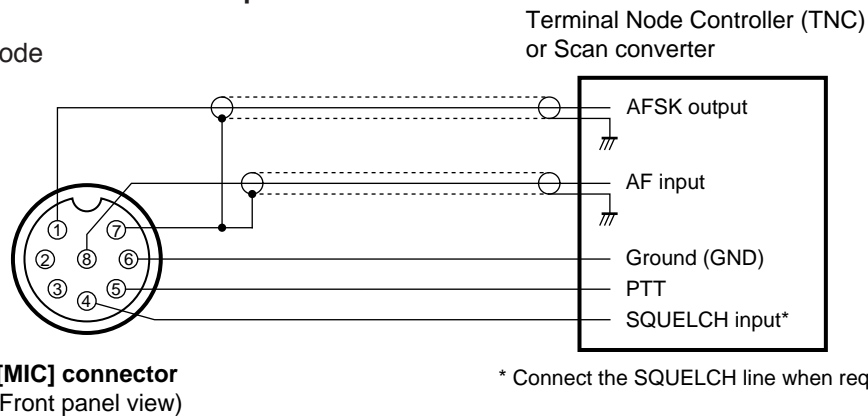 Terminal Node Controller (TNC)
or Scan converter
ode
AFSK output
AF input
1
7
2
8
6
3
5
4
Ground (GND)
PTT
SQUELCH input*
[MIC] connector
(Front panel view)
* Connect the SQUELCH line when req